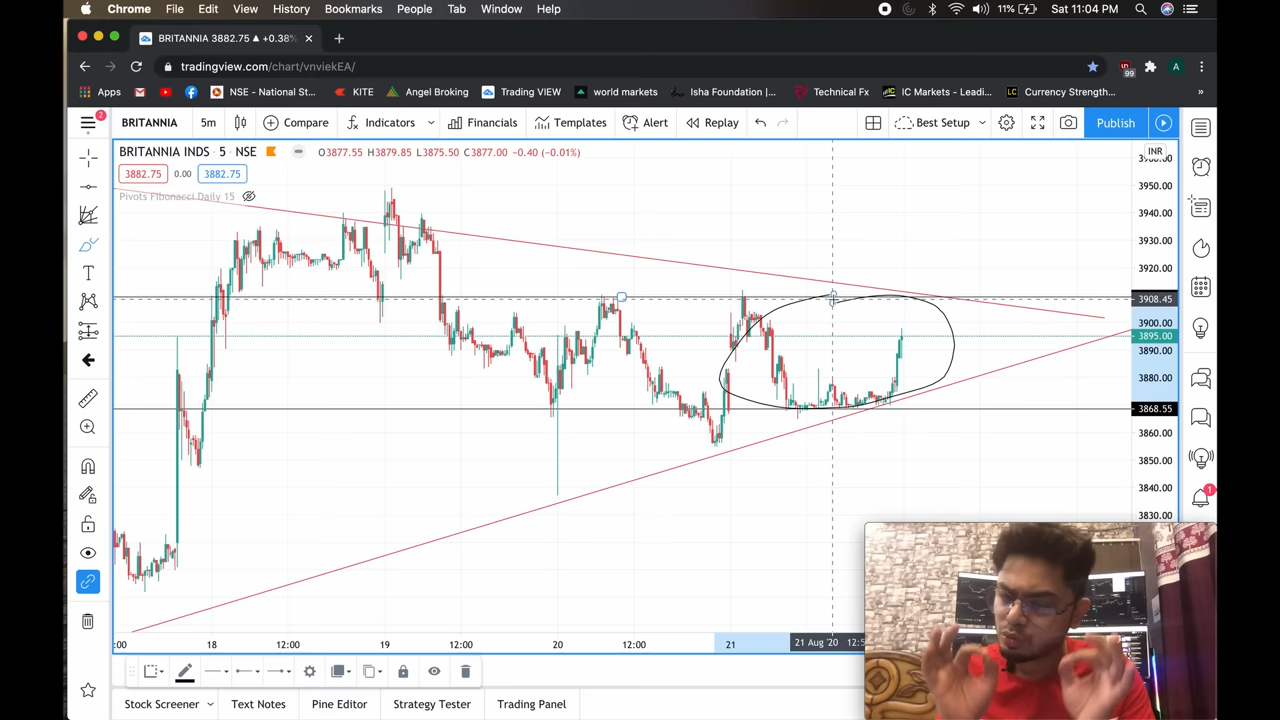 Chrome File Edit View History Bookmarks People Tab Window Help 11% Sat 11:04 PM
BRITANNIA 3882.75 ▲ +0.38%
tradingview.com/chart/vnviekEA/ 99 A
Apps NSE - National St... KITE Angel Broking Trading VIEW world markets Isha Foundation |... Technical Fx IC Markets - Leadi... Currency Strength... »
2 BRITANNIA 5m Compare Indicators Financials Templates Alert Replay Best Setup Publish
BRITANNIA INDS · 5 · NSE O3877.55 H3879.85 L3875.50 C3877.00 −0.40 (−0.01%) INR
3882.75 0.00 3882.75
Pivots Fibonacci Daily 15
3950.00
3940.00
3930.00
3920.00
3908.45
3900.00
3895.00
3890.00
3880.00
3868.55
3860.00
3850.00
3840.00
3830.00
1
:00 18 12:00 19 12:00 20 12:00 21 21 Aug '20
Stock Screener Text Notes Pine Editor Strategy Tester Trading Panel